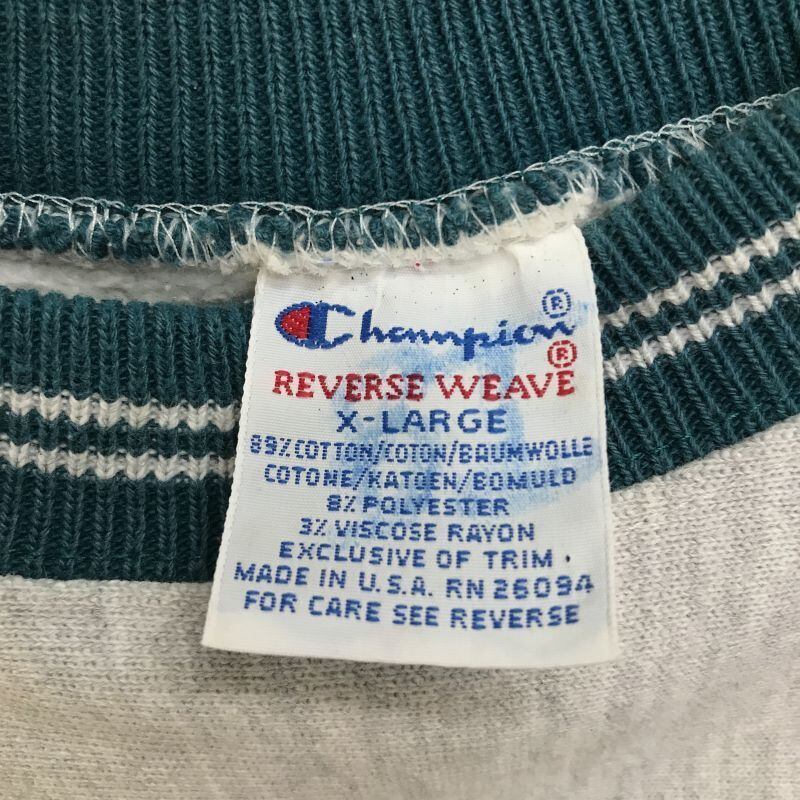 Champion®
REVERSE WEAVE®
X-LARGE
89% COTTON/COTON/BAUMWOLLE
COTONE/KATOEN/BOMULD
8% POLYESTER
3% VISCOSE RAYON
EXCLUSIVE OF TRIM.
MADE IN U.S.A. RN 26094
FOR CARE SEE REVERSE